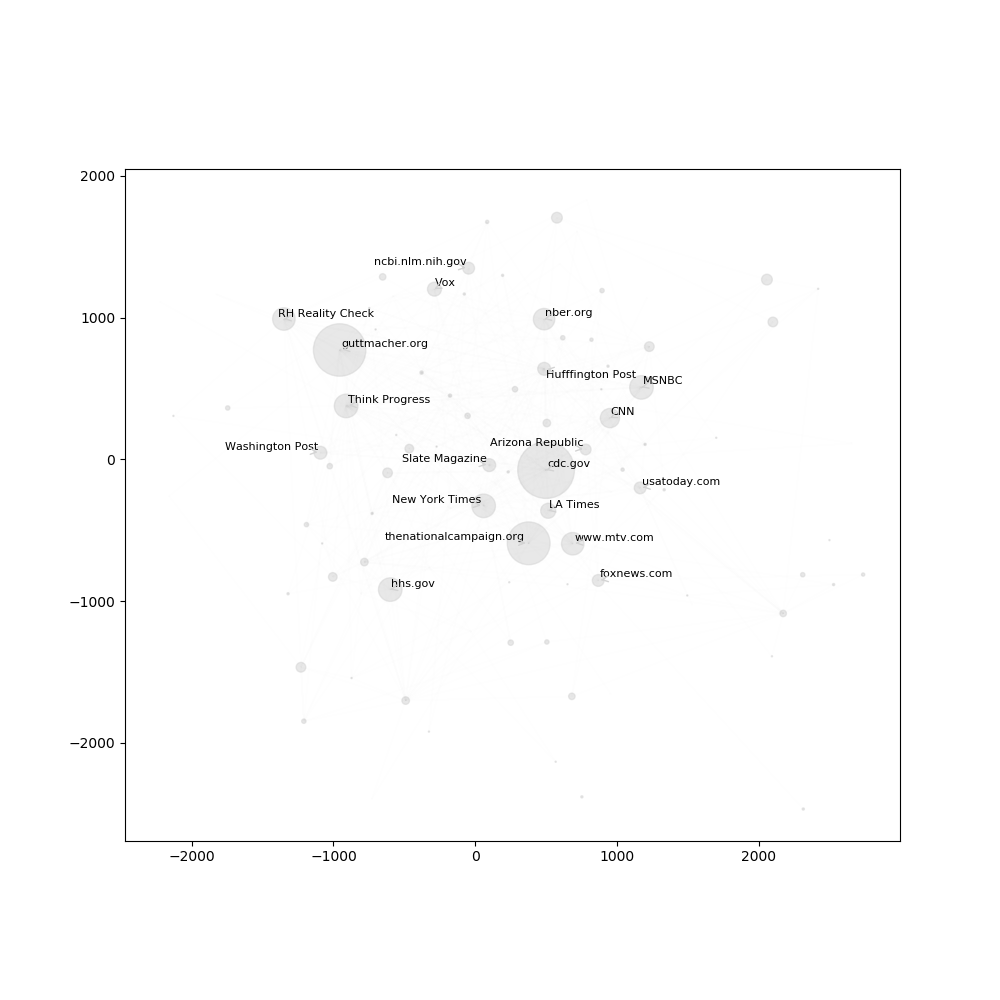 2000
ncbi.nlm.nih.gov
Vox
1000
RH Reality Check
nber.org
guttmacher.org
Hufffington Post
MSNBC
Think Progress
CNN
Arizona Republic
Washington Post
0
Slate Magazine
cdc.gov
usatoday.com
New York Times
LA Times
thenationalcampaign.org
www.mtv.com
foxnews.com
hhs.gov
−1000
−2000
−2000
−1000
0
1000
2000